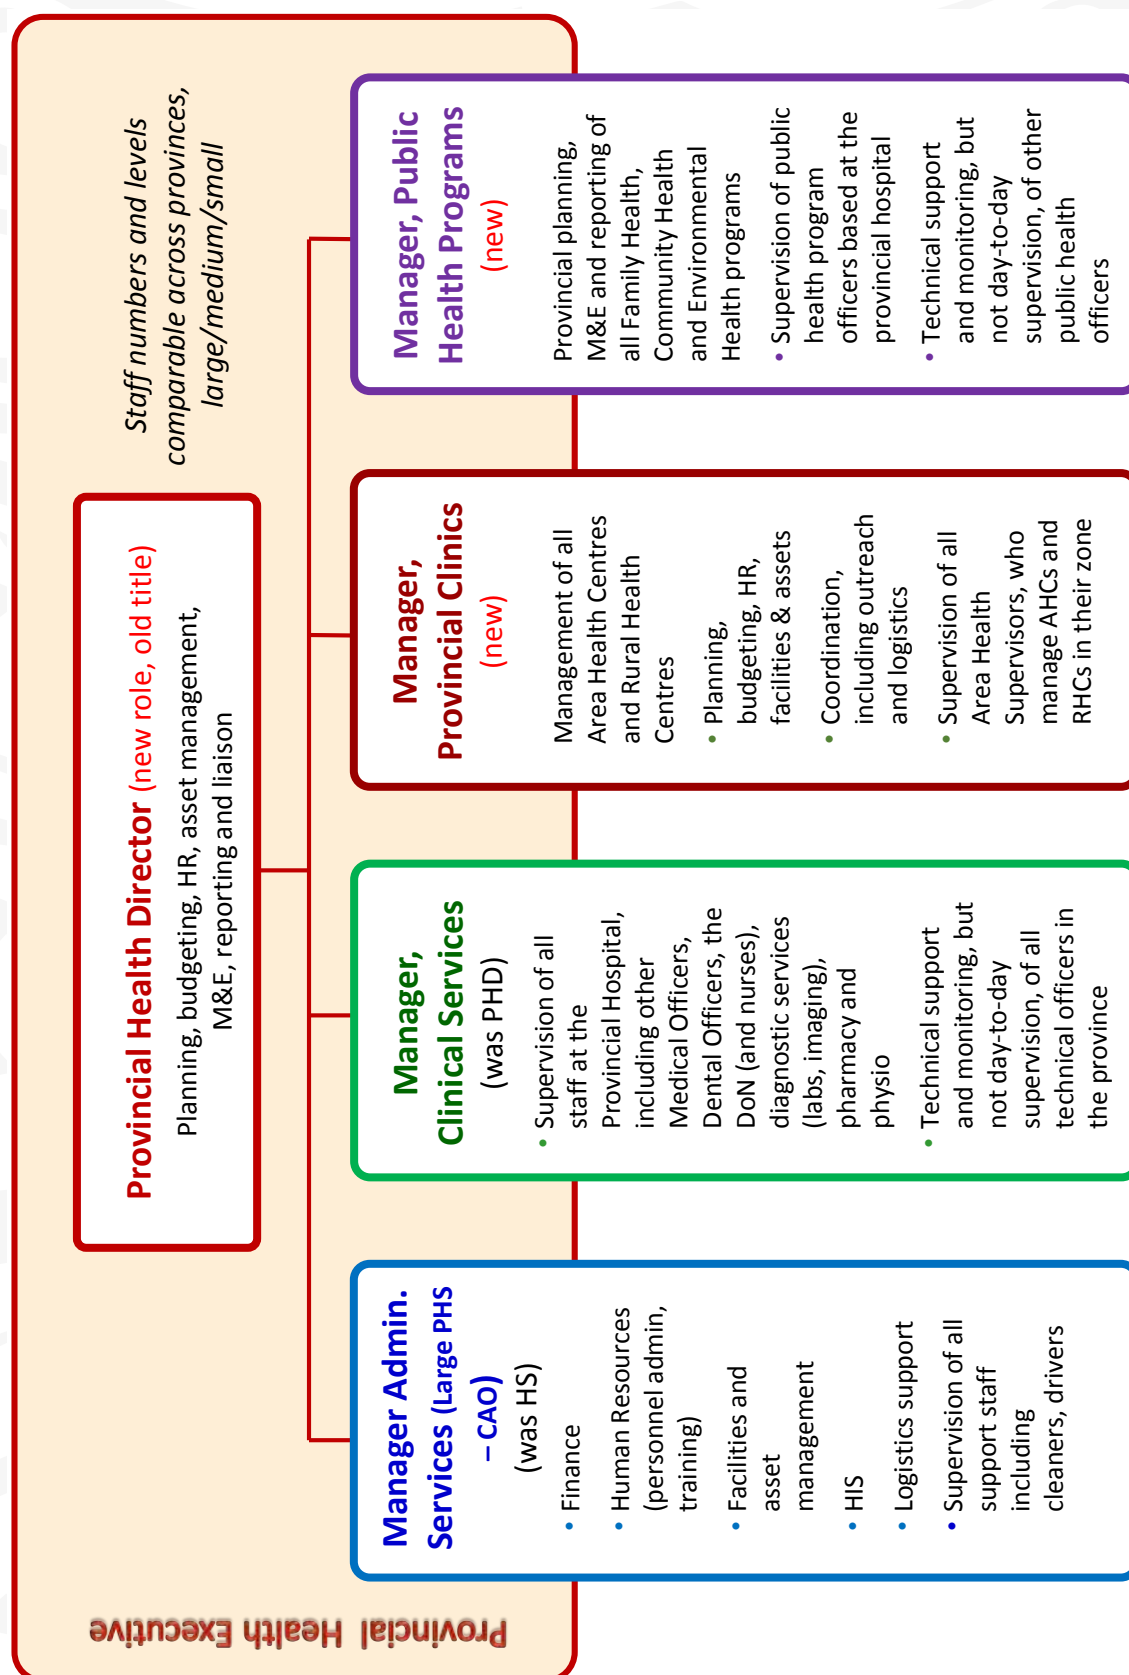 Provincial Health Executive
Staff numbers and levels
comparable across provinces,
large/medium/small
Provincial Health Director (new role, old title)
Planning, budgeting, HR, asset management,
M&E, reporting and liaison
Manager Admin.
Services (Large PHS
– CAO)
(was HS)
• Finance
• Human Resources
(personnel admin,
training)
• Facilities and
asset
management
• HIS
• Logistics support
• Supervision of all
support staff
including
cleaners, drivers
Manager,
Clinical Services
(was PHD)
• Supervision of all
staff at the
Provincial Hospital,
including other
Medical Officers,
Dental Officers, the
DoN (and nurses),
diagnostic services
(labs, imaging),
pharmacy and
physio
• Technical support
and monitoring, but
not day-to-day
supervision, of all
technical officers in
the province
Manager,
Provincial Clinics
(new)
Management of all
Area Health Centres
and Rural Health
Centres
• Planning,
budgeting, HR,
facilities & assets
• Coordination,
including outreach
and logistics
• Supervision of all
Area Health
Supervisors, who
manage AHCs and
RHCs in their zone
Manager, Public
Health Programs
(new)
Provincial planning,
M&E and reporting of
all Family Health,
Community Health
and Environmental
Health programs
• Supervision of public
health program
officers based at the
provincial hospital
• Technical support
and monitoring, but
not day-to-day
supervision, of other
public health
officers